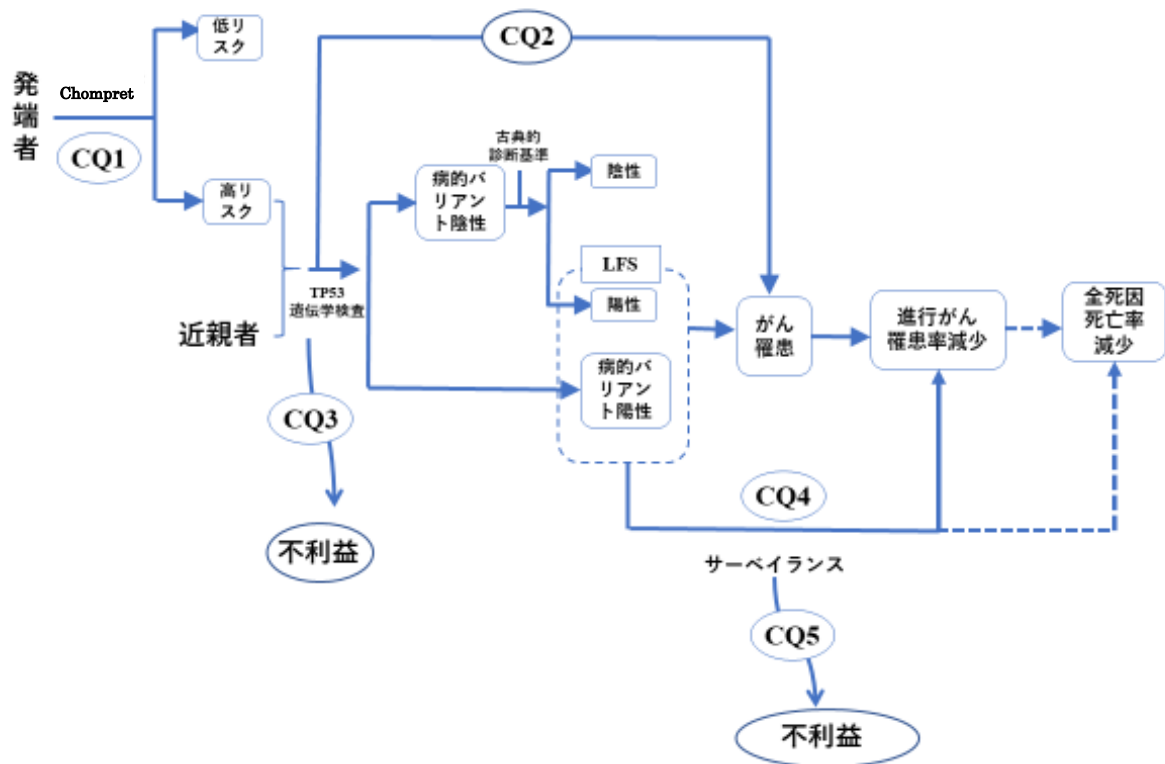 低リ
スク
CQ2
発
端
者
Chompret
CQ1
古典的
診断基準
高リ
スク
病的バ
リアン
ト陰性
陰性
LFS
TP53
遺伝学検査
陽性
近親者
がん
罹患
進行がん
罹患率減少
全死因
死亡率
減少
病的バ
リアン
ト陽性
CQ3
CQ4
不利益
サーベイランス
CQ5
不利益